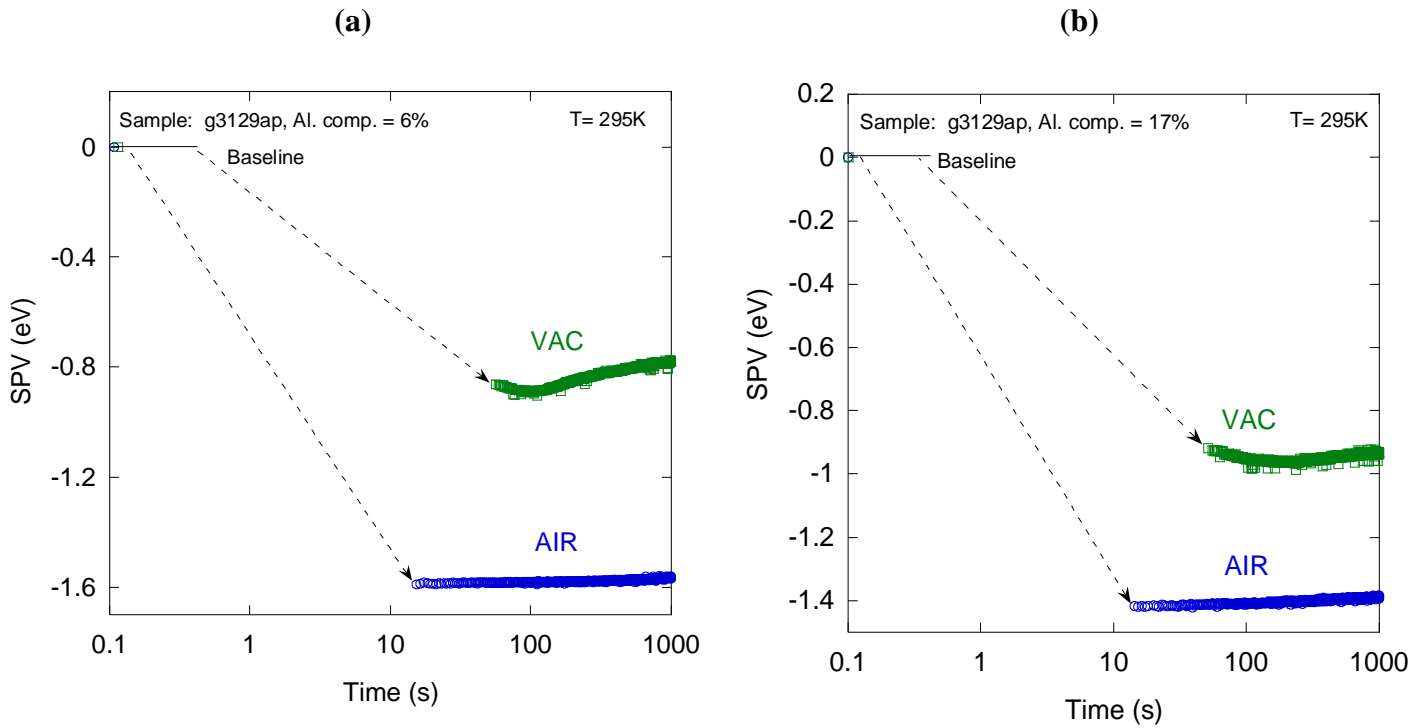 (a)
Sample: g3129ap, Al. comp. = 6% T= 295K
Baseline
VAC
AIR
0
-0.4
-0.8
-1.2
-1.6
SPV (eV)
0.1 1 10 100 1000
Time (s)
(b)
Sample: g3129ap, Al. comp. = 17% T= 295K
Baseline
VAC
AIR
0.2
0
-0.2
-0.4
-0.6
-0.8
-1
-1.2
-1.4
SPV (eV)
0.1 1 10 100 1000
Time (s)